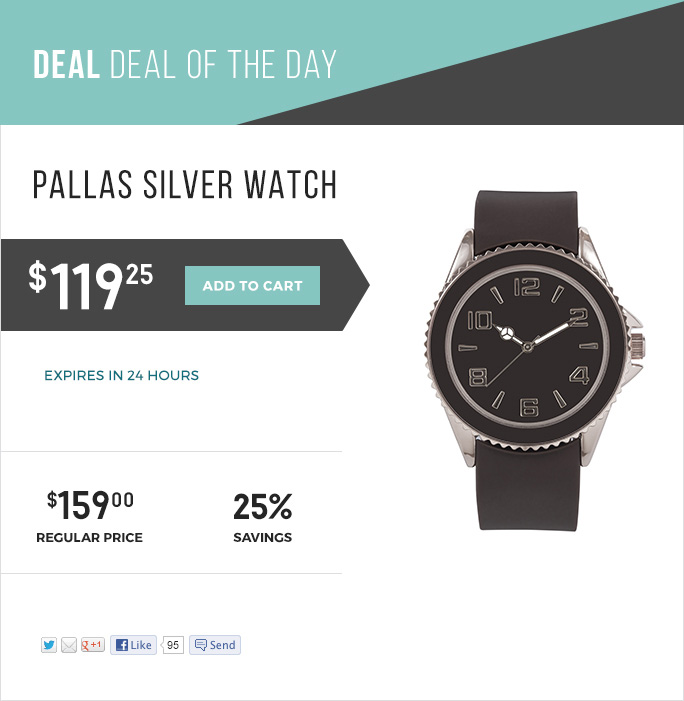 DEAL DEAL OF THE DAY
PALLAS SILVER WATCH
$119 25
ADD TO CART
EXPIRES IN 24 HOURS
$159 00
REGULAR PRICE
25%
SAVINGS
12
10 2
8 4
6
g +1 Like 95 Send